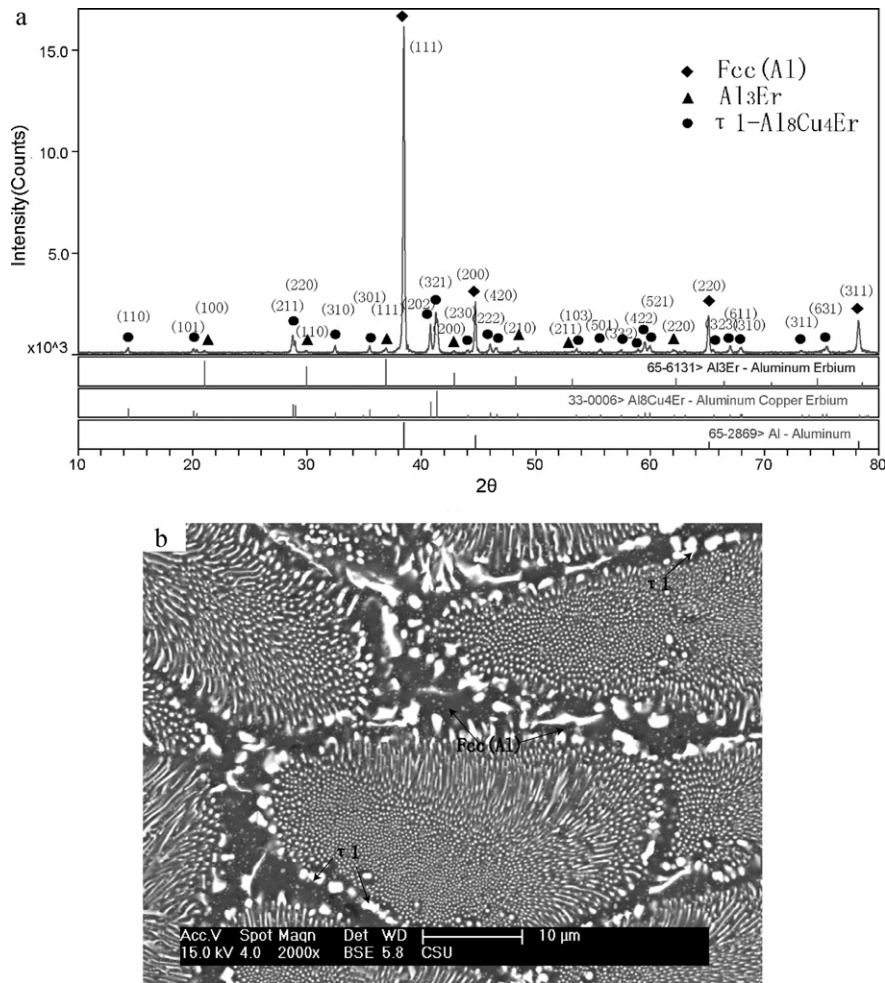 a
Intensity(Counts)
15.0
10.0
5.0
x10^3
(111)
Fcc(Al)
Al3Er
τ1-Al8Cu4Er
(110)
(101)
(100)
(220)
(211)
(110)
(310)
(301)
(111)
(202)
(321)
(200)
(230)
(200)
(222)
(420)
(210)
(211)
(103)
(501)
(332)
(422)
(521)
(220)
(220)
(323)
(611)
(310)
(311)
(631)
(311)
65-6131> Al3Er - Aluminum Erbium
33-0006> Al8Cu4Er - Aluminum Copper Erbium
65-2869> Al - Aluminum
10 20 30 40 50 60 70 80
2θ
b
τ1
Fcc(Al)
τ1
Acc.V Spot Magn Det WD 10 μm
15.0 kV 4.0 2000x BSE 5.8 CSU